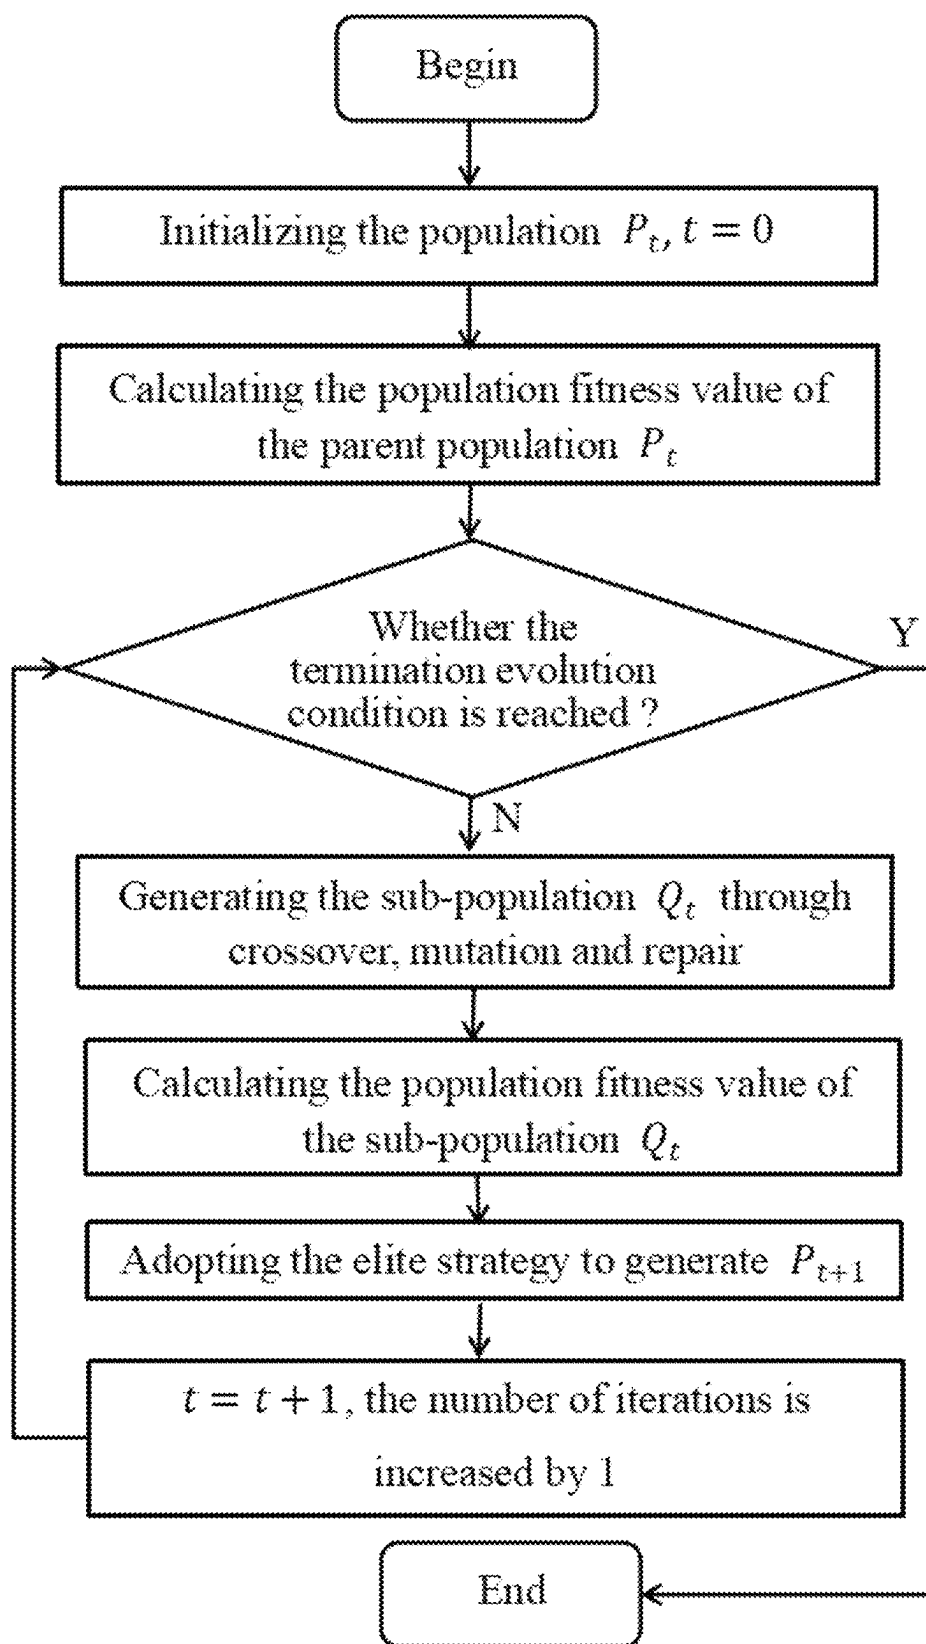 Begin
Initializing the population P_t, t = 0
Calculating the population fitness value of
the parent population P_t
Whether the
termination evolution
condition is reached ?
Y
N
Generating the sub-population Q_t through
crossover, mutation and repair
Calculating the population fitness value of
the sub-population Q_t
Adopting the elite strategy to generate P_{t+1}
t = t + 1, the number of iterations is
increased by 1
End